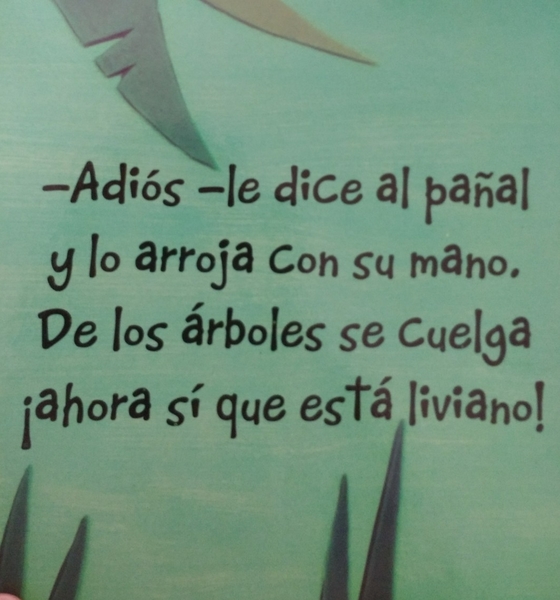 –Adiós –le dice al pañal
y lo arroja con su mano.
De los árboles se cuelga
¡ahora sí que está liviano!